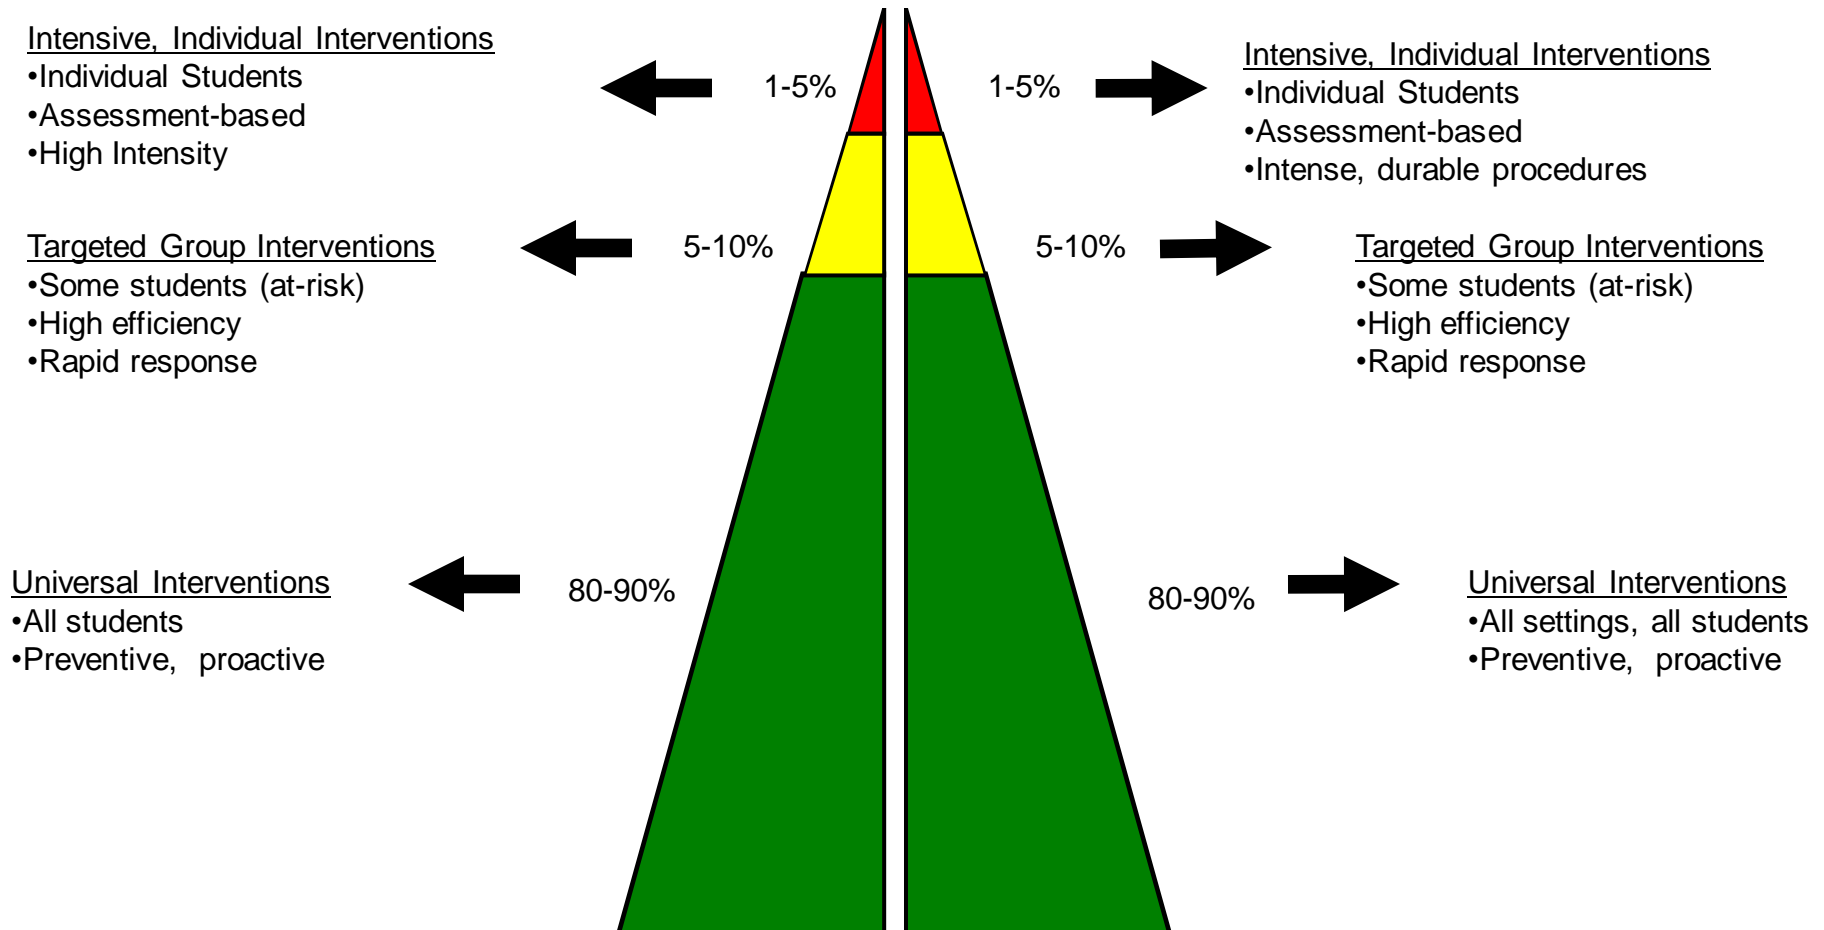 Intensive, Individual Interventions
•Individual Students
•Assessment-based
•High Intensity
1-5%
1-5%
Intensive, Individual Interventions
•Individual Students
•Assessment-based
•Intense, durable procedures
Targeted Group Interventions
•Some students (at-risk)
•High efficiency
•Rapid response
5-10%
5-10%
Targeted Group Interventions
•Some students (at-risk)
•High efficiency
•Rapid response
Universal Interventions
•All students
•Preventive, proactive
80-90%
80-90%
Universal Interventions
•All settings, all students
•Preventive, proactive